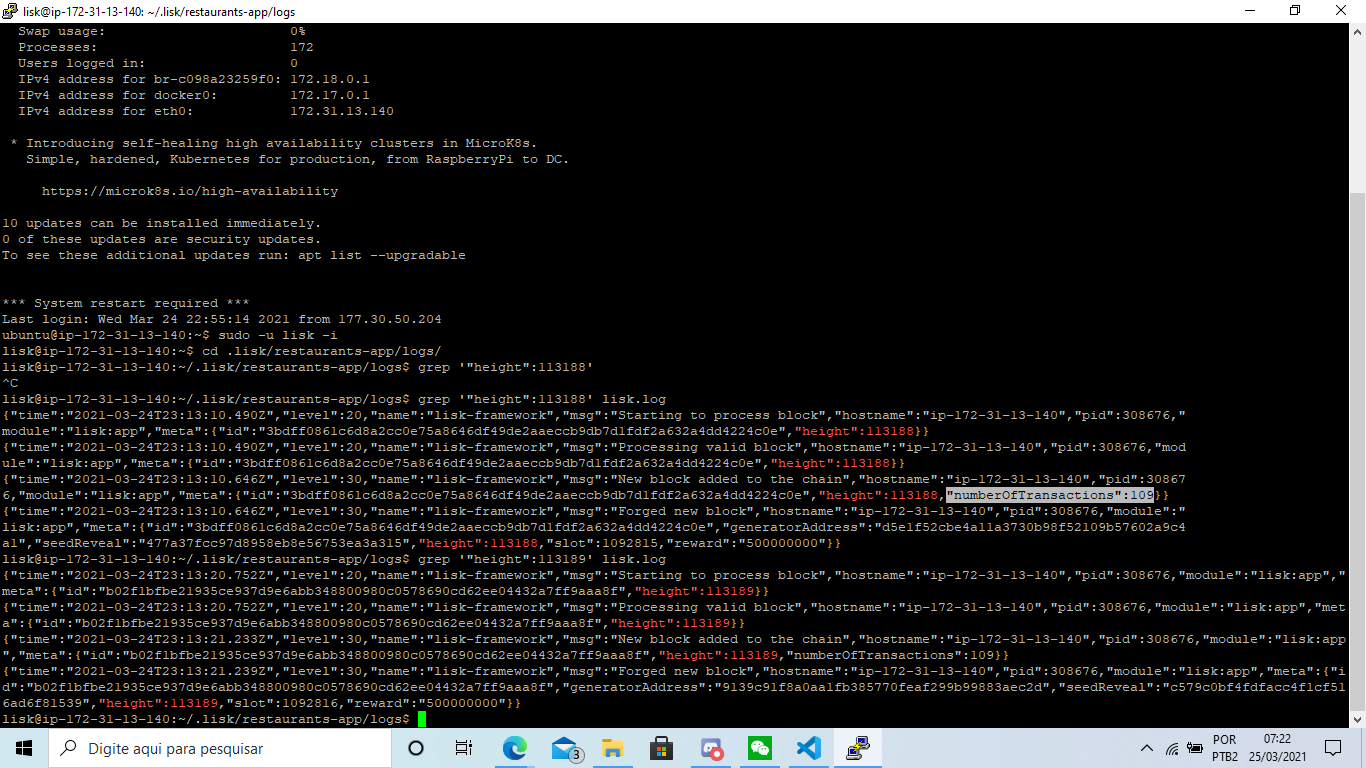 lisk@ip-172-31-13-140: ~/.lisk/restaurants-app/logs
Swap usage: 0%
Processes: 172
Users logged in: 0
IPv4 address for br-c098a23259f0: 172.18.0.1
IPv4 address for docker0: 172.17.0.1
IPv4 address for eth0: 172.31.13.140
* Introducing self-healing high availability clusters in MicroK8s.
Simple, hardened, Kubernetes for production, from RaspberryPi to DC.
https://microk8s.io/high-availability
10 updates can be installed immediately.
0 of these updates are security updates.
To see these additional updates run: apt list --upgradable
*** System restart required ***
Last login: Wed Mar 24 22:55:14 2021 from 177.30.50.204
ubuntu@ip-172-31-13-140:~$ sudo -u lisk -i
lisk@ip-172-31-13-140:~$ cd .lisk/restaurants-app/logs/
lisk@ip-172-31-13-140:~/.lisk/restaurants-app/logs$ grep '"height":113188'
^C
lisk@ip-172-31-13-140:~/.lisk/restaurants-app/logs$ grep '"height":113188' lisk.log
{"time":"2021-03-24T23:13:10.490Z","level":20,"name":"lisk-framework","msg":"Starting to process block","hostname":"ip-172-31-13-140","pid":308676,"
module":"lisk:app","meta":{"id":"3bdff0861c6d8a2cc0e75a8646df49de2aaeccb9db7d1fdf2a632a4dd4224c0e","height":113188}}
{"time":"2021-03-24T23:13:10.490Z","level":20,"name":"lisk-framework","msg":"Processing valid block","hostname":"ip-172-31-13-140","pid":308676,"mod
ule":"lisk:app","meta":{"id":"3bdff0861c6d8a2cc0e75a8646df49de2aaeccb9db7d1fdf2a632a4dd4224c0e","height":113188}}
{"time":"2021-03-24T23:13:10.646Z","level":30,"name":"lisk-framework","msg":"New block added to the chain","hostname":"ip-172-31-13-140","pid":30867
6,"module":"lisk:app","meta":{"id":"3bdff0861c6d8a2cc0e75a8646df49de2aaeccb9db7d1fdf2a632a4dd4224c0e","height":113188,"numberOfTransactions":109}}
{"time":"2021-03-24T23:13:10.646Z","level":30,"name":"lisk-framework","msg":"Forged new block","hostname":"ip-172-31-13-140","pid":308676,"module":"
lisk:app","meta":{"id":"3bdff0861c6d8a2cc0e75a8646df49de2aaeccb9db7d1fdf2a632a4dd4224c0e","generatorAddress":"d5e1f52cbe4a11a3730b98f52109b57602a9c4
a1","seedReveal":"477a37fcc97d8958eb8e56753ea3a315","height":113188,"slot":1092815,"reward":"500000000"}}
lisk@ip-172-31-13-140:~/.lisk/restaurants-app/logs$ grep '"height":113189' lisk.log
{"time":"2021-03-24T23:13:20.752Z","level":20,"name":"lisk-framework","msg":"Starting to process block","hostname":"ip-172-31-13-140","pid":308676,"module":"lisk:app","
meta":{"id":"b02f1bfbe21935ce937d9e6abb348800980c0578690cd62ee04432a7ff9aaa8f","height":113189}}
{"time":"2021-03-24T23:13:20.752Z","level":20,"name":"lisk-framework","msg":"Processing valid block","hostname":"ip-172-31-13-140","pid":308676,"module":"lisk:app","met
a":{"id":"b02f1bfbe21935ce937d9e6abb348800980c0578690cd62ee04432a7ff9aaa8f","height":113189}}
{"time":"2021-03-24T23:13:21.233Z","level":30,"name":"lisk-framework","msg":"New block added to the chain","hostname":"ip-172-31-13-140","pid":308676,"module":"lisk:app
","meta":{"id":"b02f1bfbe21935ce937d9e6abb348800980c0578690cd62ee04432a7ff9aaa8f","height":113189,"numberOfTransactions":109}}
{"time":"2021-03-24T23:13:21.239Z","level":30,"name":"lisk-framework","msg":"Forged new block","hostname":"ip-172-31-13-140","pid":308676,"module":"lisk:app","meta":{"i
d":"b02f1bfbe21935ce937d9e6abb348800980c0578690cd62ee04432a7ff9aaa8f","generatorAddress":"9139c91f8a0aa1fb385770feaf299b99883aec2d","seedReveal":"c579c0bf4fdfacc4f1cf51
6ad6f81539","height":113189,"slot":1092816,"reward":"500000000"}}
lisk@ip-172-31-13-140:~/.lisk/restaurants-app/logs$
Digite aqui para pesquisar
3
POR
PTB2
07:22
25/03/2021